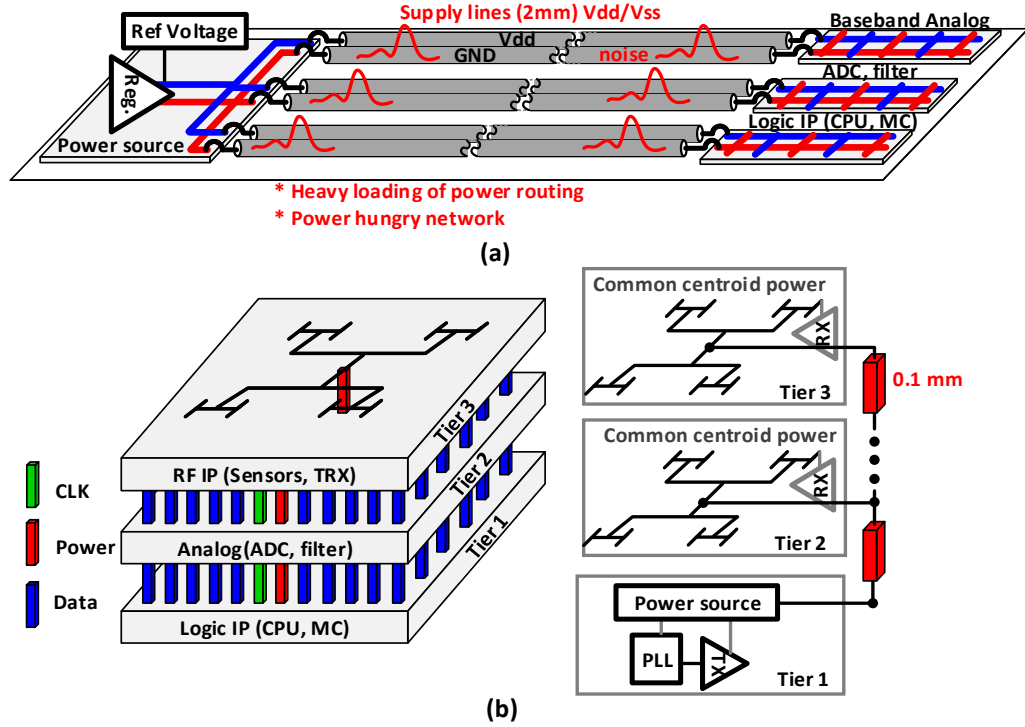 Supply lines (2mm) Vdd/Vss
Ref Voltage
Reg.
Power source
Vdd
GND
noise
Baseband Analog
ADC, filter
Logic IP (CPU, MC)
* Heavy loading of power routing
* Power hungry network
(a)
CLK
Power
Data
RF IP (Sensors, TRX)
Tier 3
Analog(ADC, filter)
Tier 2
Logic IP (CPU, MC)
Tier 1
Common centroid power
RX
Tier 3
0.1 mm
Common centroid power
RX
Tier 2
Power source
PLL
TX
Tier 1
(b)